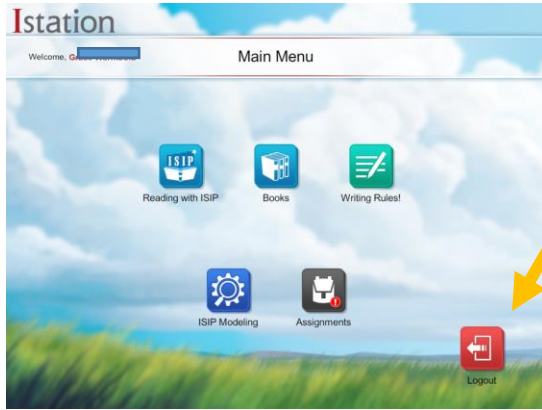 Istation
Welcome,
Main Menu
ISIP
Reading with ISIP
Books
Writing Rules!
ISIP Modeling
Assignments
Logout